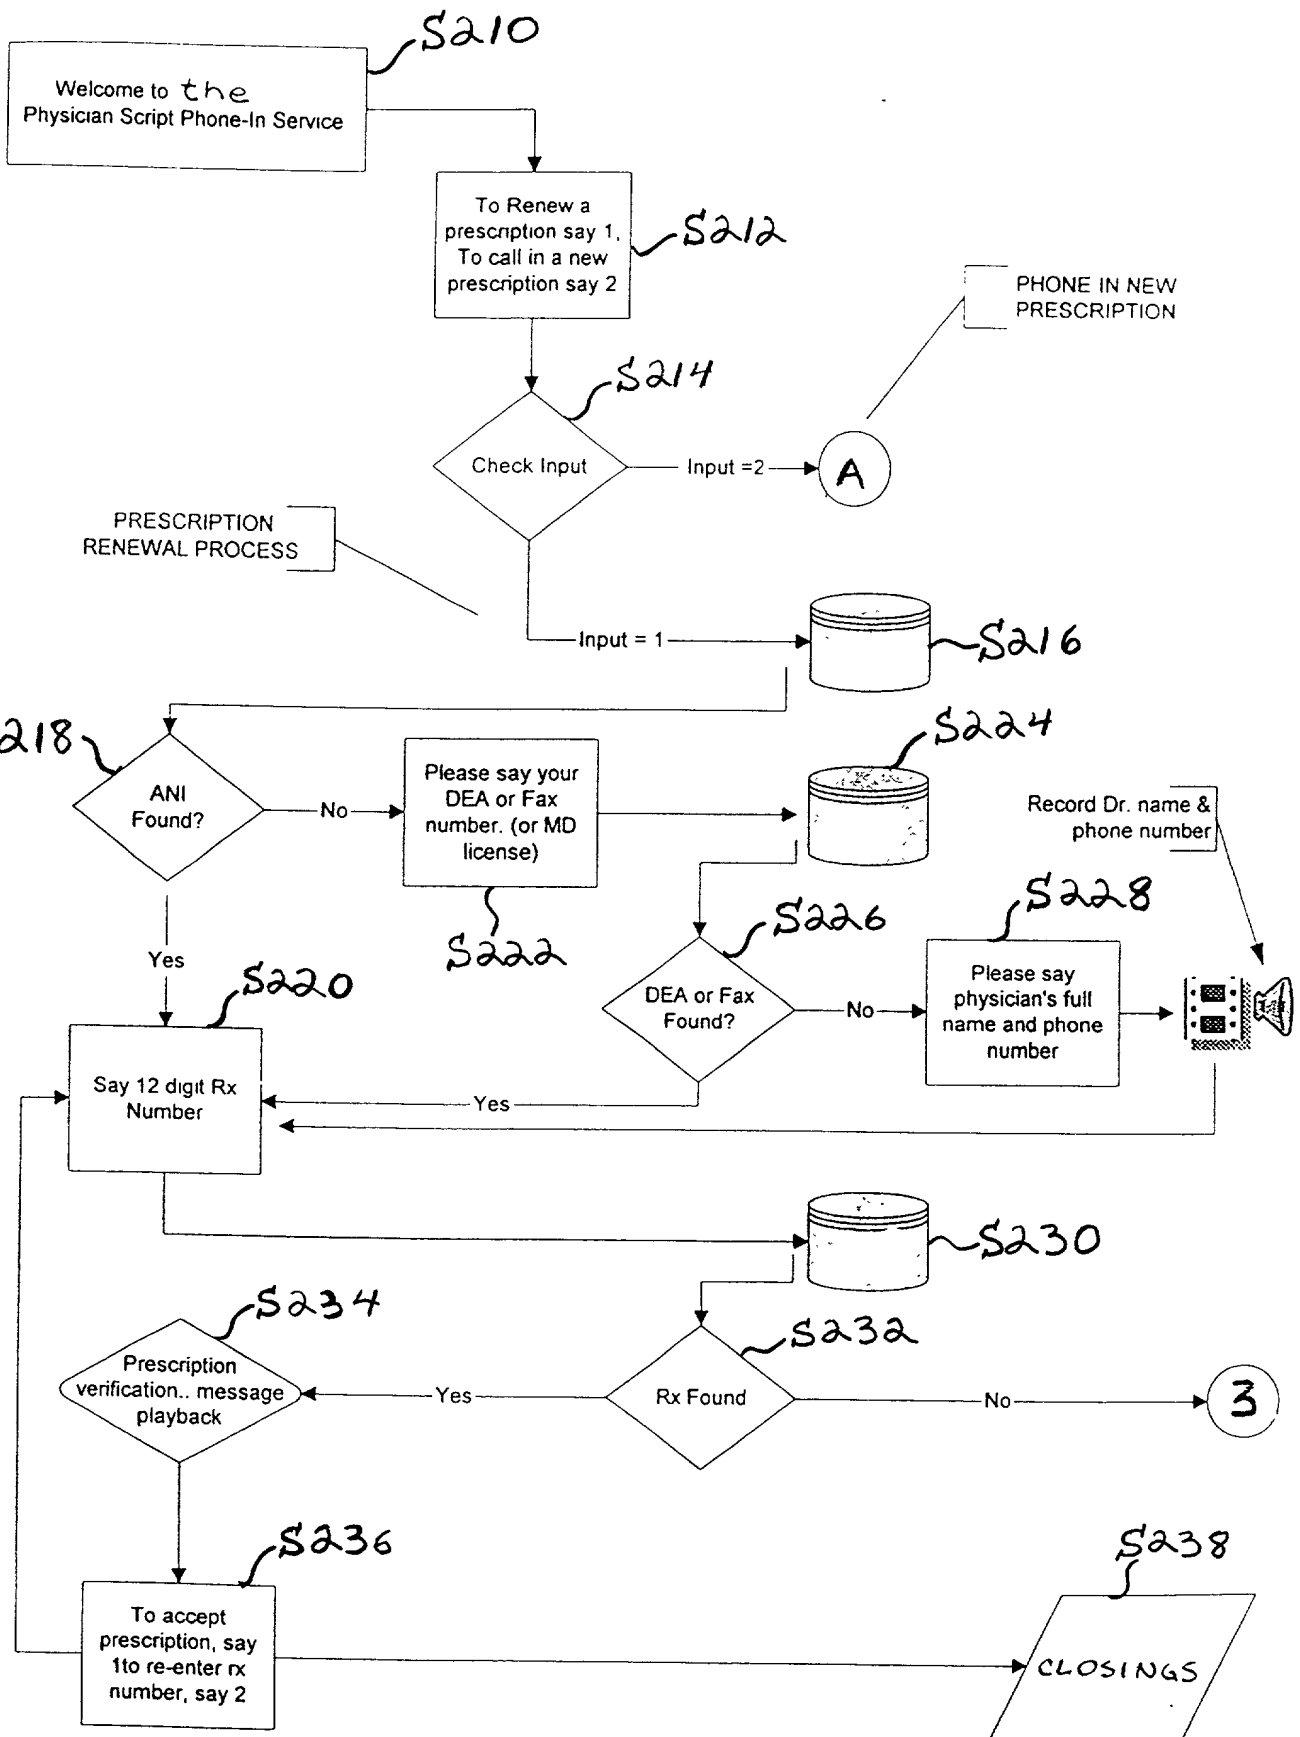 S210
Welcome to the
Physician Script Phone-In Service
To Renew a
prescription say 1,
To call in a new
prescription say 2
S212
PHONE IN NEW
PRESCRIPTION
S214
Check Input
Input =2
A
PRESCRIPTION
RENEWAL PROCESS
Input = 1
S216
218
ANI
Found?
No
Please say your
DEA or Fax
number. (or MD
license)
S222
S224
Record Dr. name &
phone number
Yes
S220
S226
DEA or Fax
Found?
No
S228
Please say
physician's full
name and phone
number
Say 12 digit Rx
Number
Yes
S230
S234
Prescription
verification.. message
playback
Yes
S232
Rx Found
No
3
S236
To accept
prescription, say
1to re-enter rx
number, say 2
S238
CLOSINGS